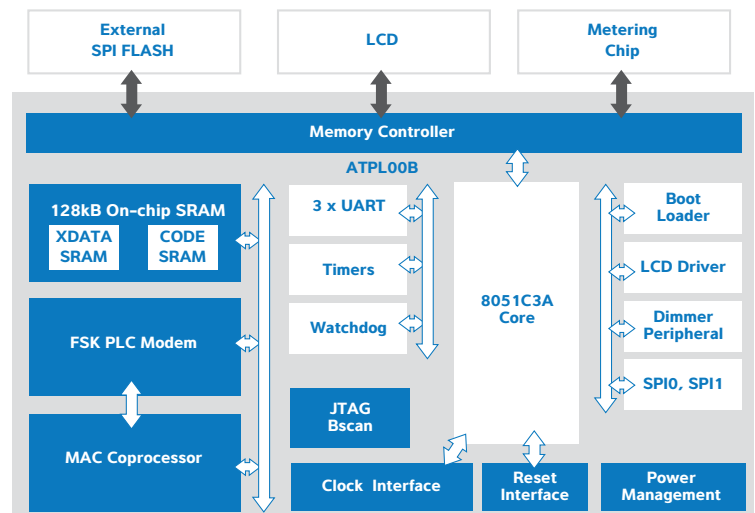 External
SPI FLASH
LCD
Metering
Chip
Memory Controller
ATPL00B
128kB On-chip SRAM
XDATA
SRAM
CODE
SRAM
FSK PLC Modem
MAC Coprocessor
3 x UART
Timers
Watchdog
JTAG
Bscan
Clock Interface
8051C3A
Core
Reset
Interface
Boot
Loader
LCD Driver
Dimmer
Peripheral
SPI0, SPI1
Power
Management